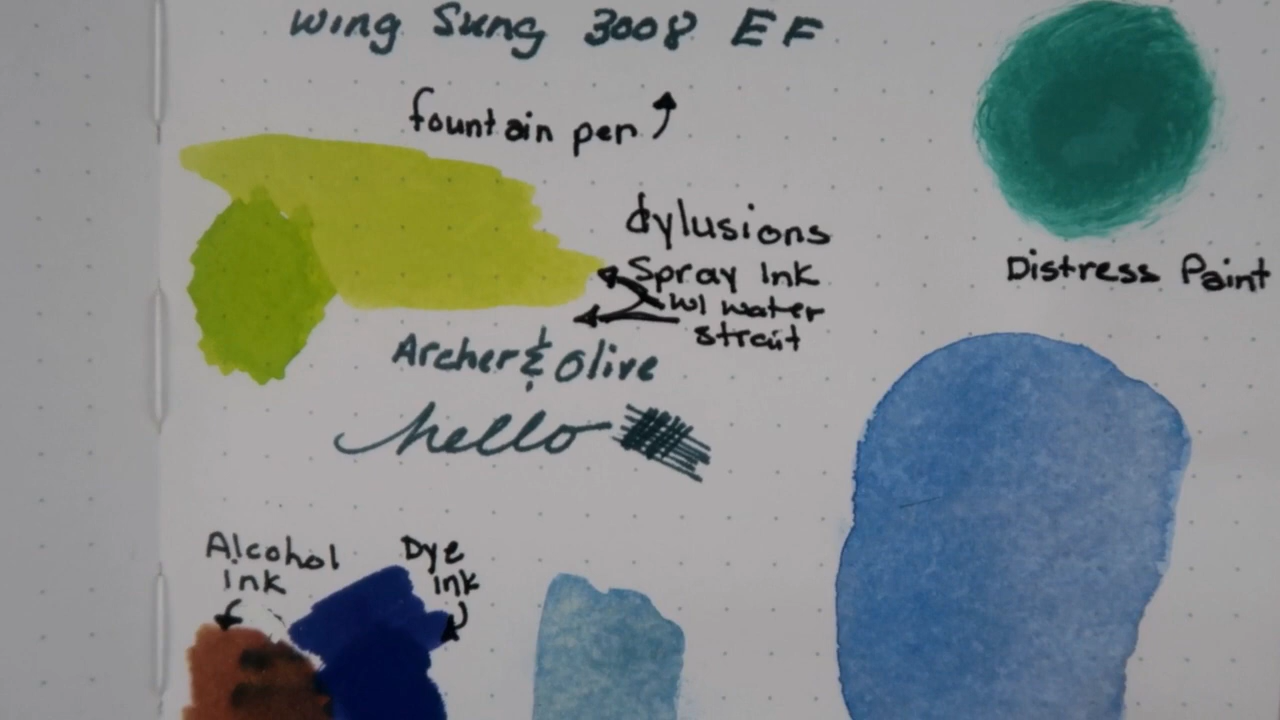 Wing Sung 3008 EF
fountain pen
dylusions
Spray Ink
w/ water
strait
Distress Paint
Archer & Olive
hello
Alcohol
Ink
Dye
Ink